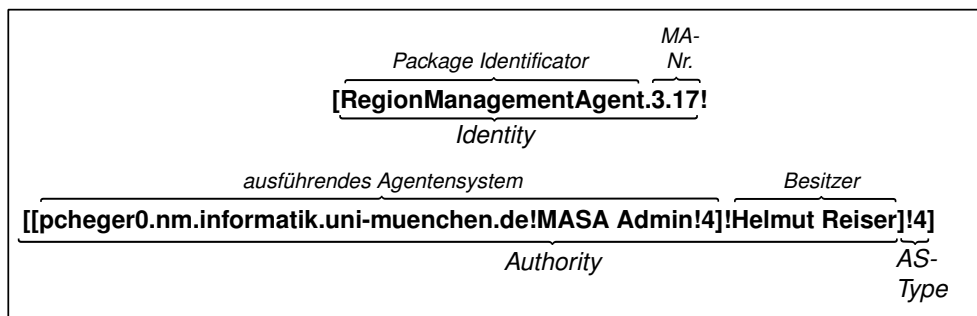 MA-
Package Identificator Nr.
[RegionManagementAgent.3.17!
Identity
ausführendes Agentensystem Besitzer
[[pcheger0.nm.informatik.uni-muenchen.de!MASA Admin!4]!Helmut Reiser]!4]
Authority AS-
Type